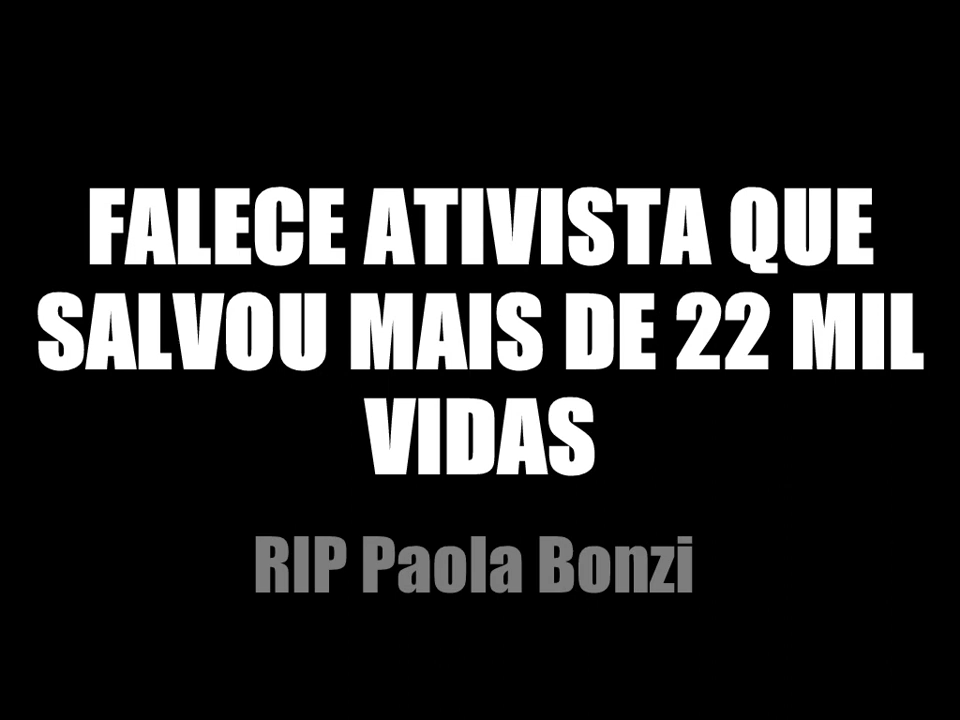 FALECE ATIVISTA QUE
SALVOU MAIS DE 22 MIL
VIDAS
RIP Paola Bonzi